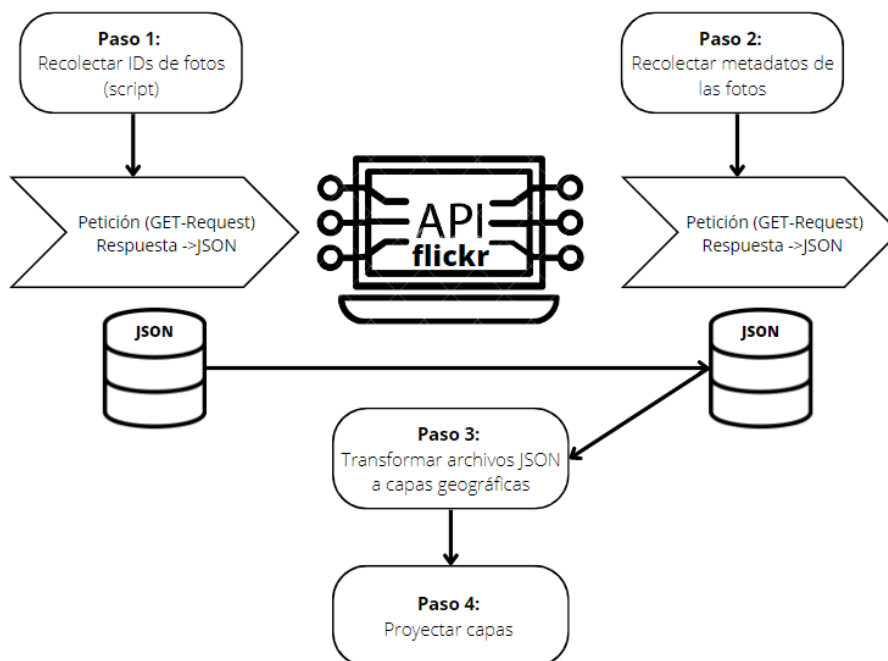 Paso 1:
Recolectar IDs de fotos
(script)
Paso 2:
Recolectar metadatos de
las fotos
Petición (GET-Request)
Respuesta ->JSON
API
flickr
Petición (GET-Request)
Respuesta ->JSON
JSON
JSON
Paso 3:
Transformar archivos JSON
a capas geográficas
Paso 4:
Proyectar capas